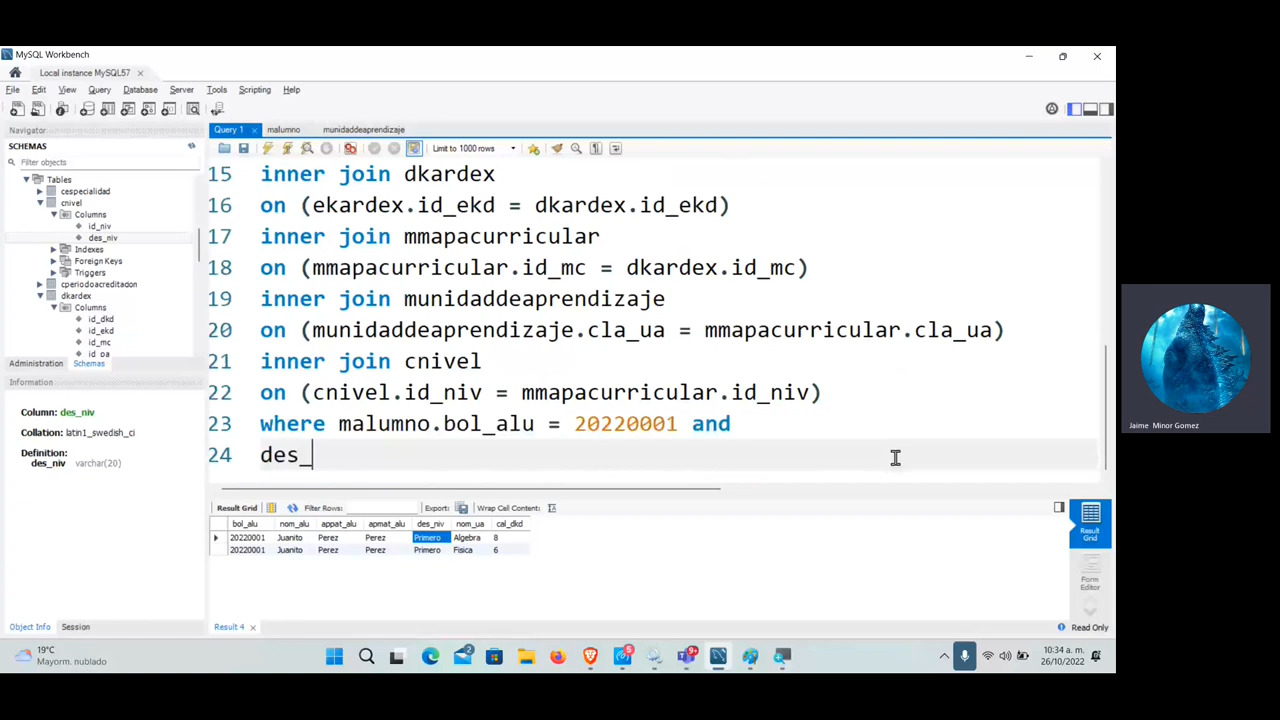 MySQL Workbench
Local instance MySQL57
File Edit View Query Database Server Tools Scripting Help
Navigator
Query 1 malumno munidaddeaprendizaje
SCHEMAS
Limit to 1000 rows
Filter objects
Tables
cespecialidad
cnivel
Columns
id_niv
des_niv
Indexes
Foreign Keys
Triggers
cperiodoacreditadon
dkardex
Columns
id_dkd
id_ekd
id_mc
id_pa
Administration Schemas
Information
Column: des_niv
Collation: latin1_swedish_ci
Definition:
des_niv varchar(20)
Object Info Session
15 inner join dkardex
16 on (ekardex.id_ekd = dkardex.id_ekd)
17 inner join mmapacurricular
18 on (mmapacurricular.id_mc = dkardex.id_mc)
19 inner join munidaddeaprendizaje
20 on (munidaddeaprendizaje.cla_ua = mmapacurricular.cla_ua)
21 inner join cnivel
22 on (cnivel.id_niv = mmapacurricular.id_niv)
23 where malumno.bol_alu = 20220001 and
24 des_
Result Grid Filter Rows: Export: Wrap Cell Content:
bol_alu nom_alu appat_alu apmat_alu des_niv nom_ua cal_dkd
20220001 Juanito Perez Perez Primero Algebra 8
20220001 Juanito Perez Perez Primero Fisica 6
Result Grid
Form Editor
Result 4
Read Only
Jaime Minor Gomez
19°C
Mayorm. nublado
2
5
9+
10:34 a. m.
26/10/2022